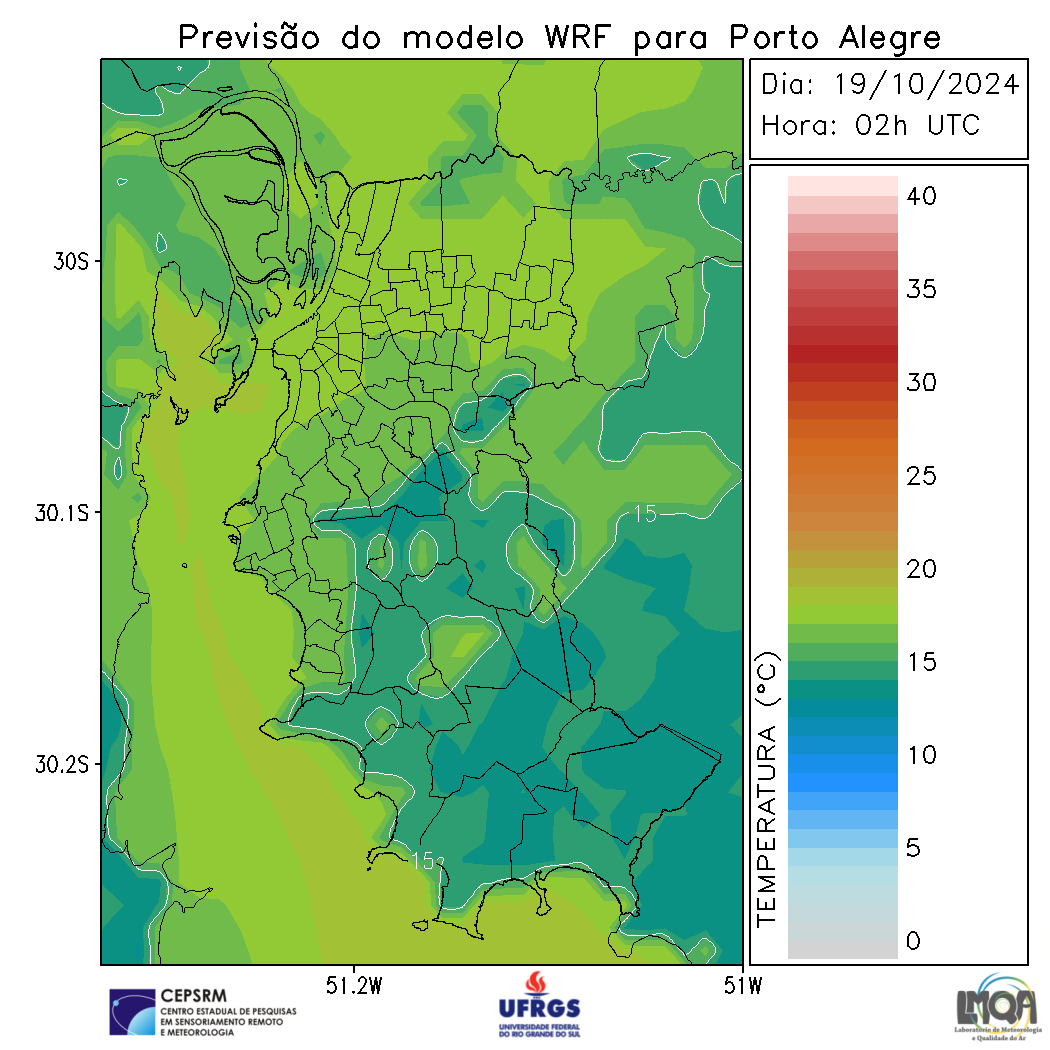 Previsão do modelo WRF para Porto Alegre
Dia: 19/10/2024
Hora: 02h UTC
30S
30.1S
30.2S
51.2W
51W
15
15
TEMPERATURA (°C)
40
35
30
25
20
15
10
5
0
CEPSRM
CENTRO ESTADUAL DE PESQUISAS
EM SENSORIAMENTO REMOTO
E METEOROLOGIA
UFRGS
UNIVERSIDADE FEDERAL
DO RIO GRANDE DO SUL
LMQA
Laboratório de Meteorologia
e Qualidade do Ar